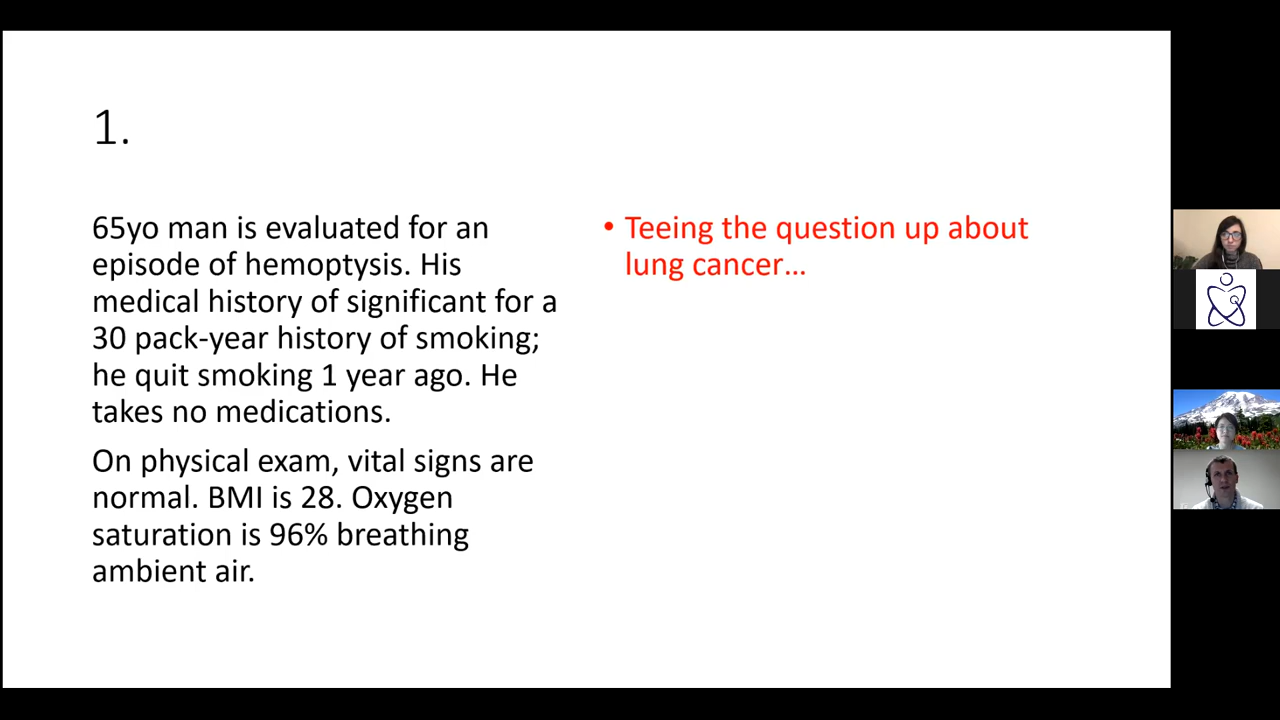 1.
65yo man is evaluated for an
episode of hemoptysis. His
medical history of significant for a
30 pack-year history of smoking;
he quit smoking 1 year ago. He
takes no medications.
On physical exam, vital signs are
normal. BMI is 28. Oxygen
saturation is 96% breathing
ambient air.
• Teeing the question up about
lung cancer...